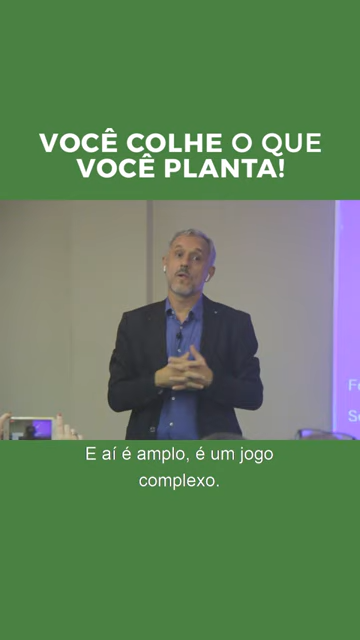 VOCÊ COLHE O QUE
VOCÊ PLANTA!
E aí é amplo, é um jogo
complexo.